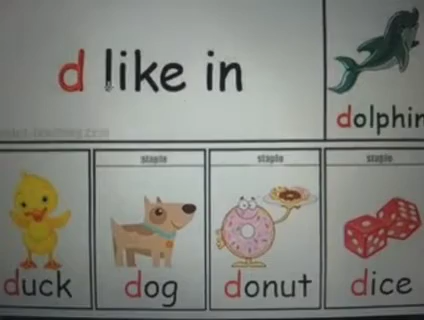 d like in
dolphin
staple
staple
staple
duck
dog
donut
dice